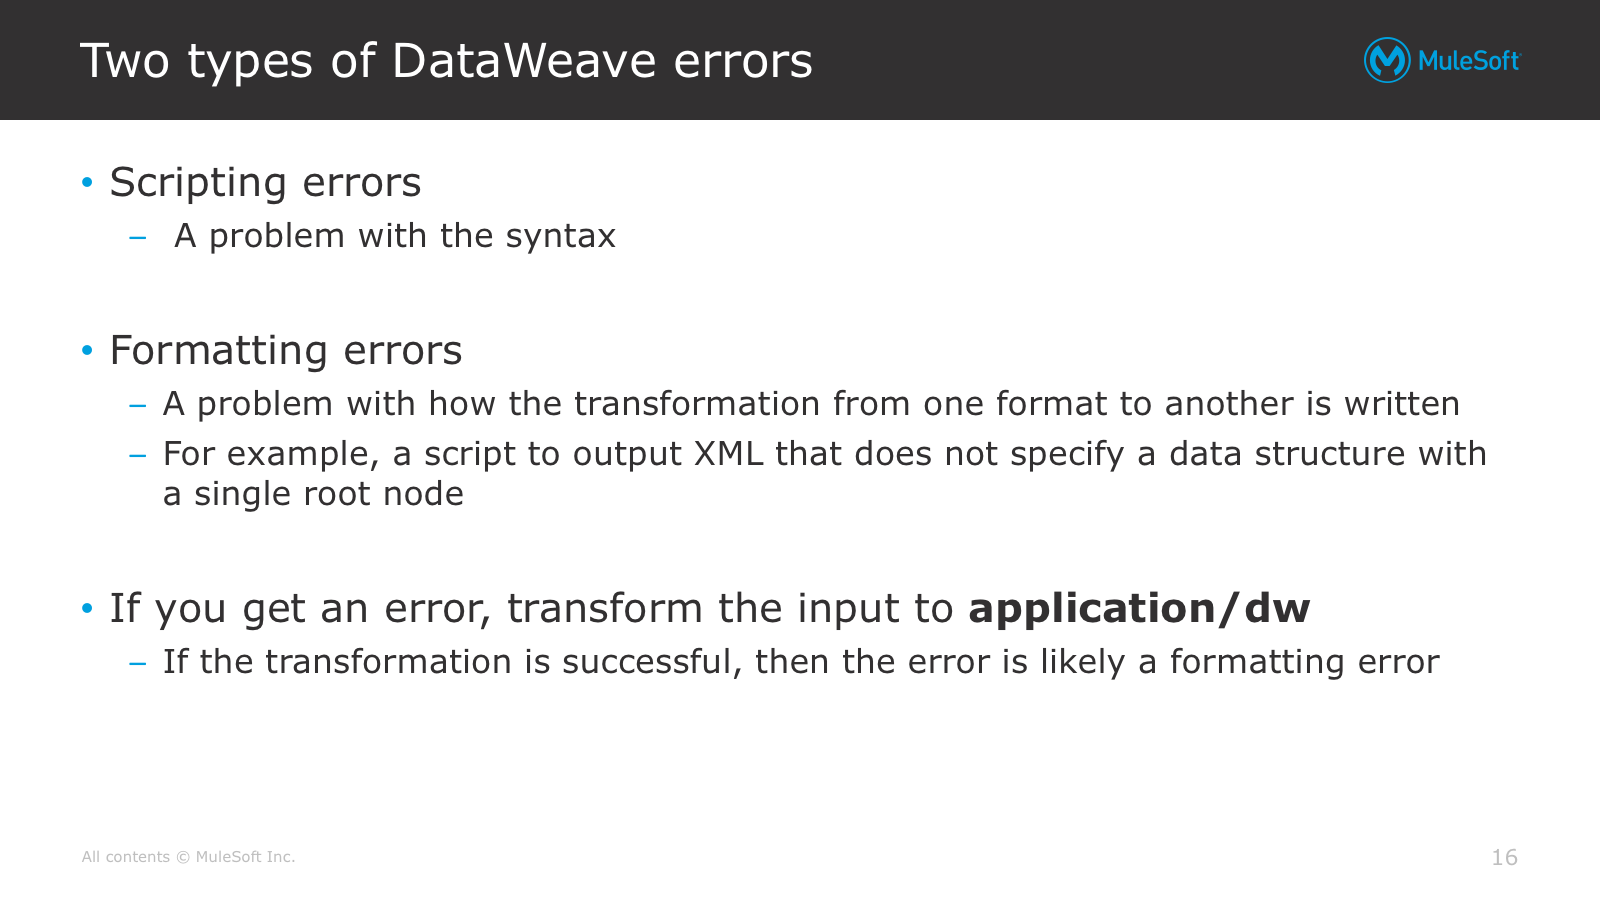 Two types of DataWeave errors
MuleSoft
• Scripting errors
– A problem with the syntax
• Formatting errors
– A problem with how the transformation from one format to another is written
– For example, a script to output XML that does not specify a data structure with
a single root node
• If you get an error, transform the input to application/dw
– If the transformation is successful, then the error is likely a formatting error
All contents © MuleSoft Inc.
16